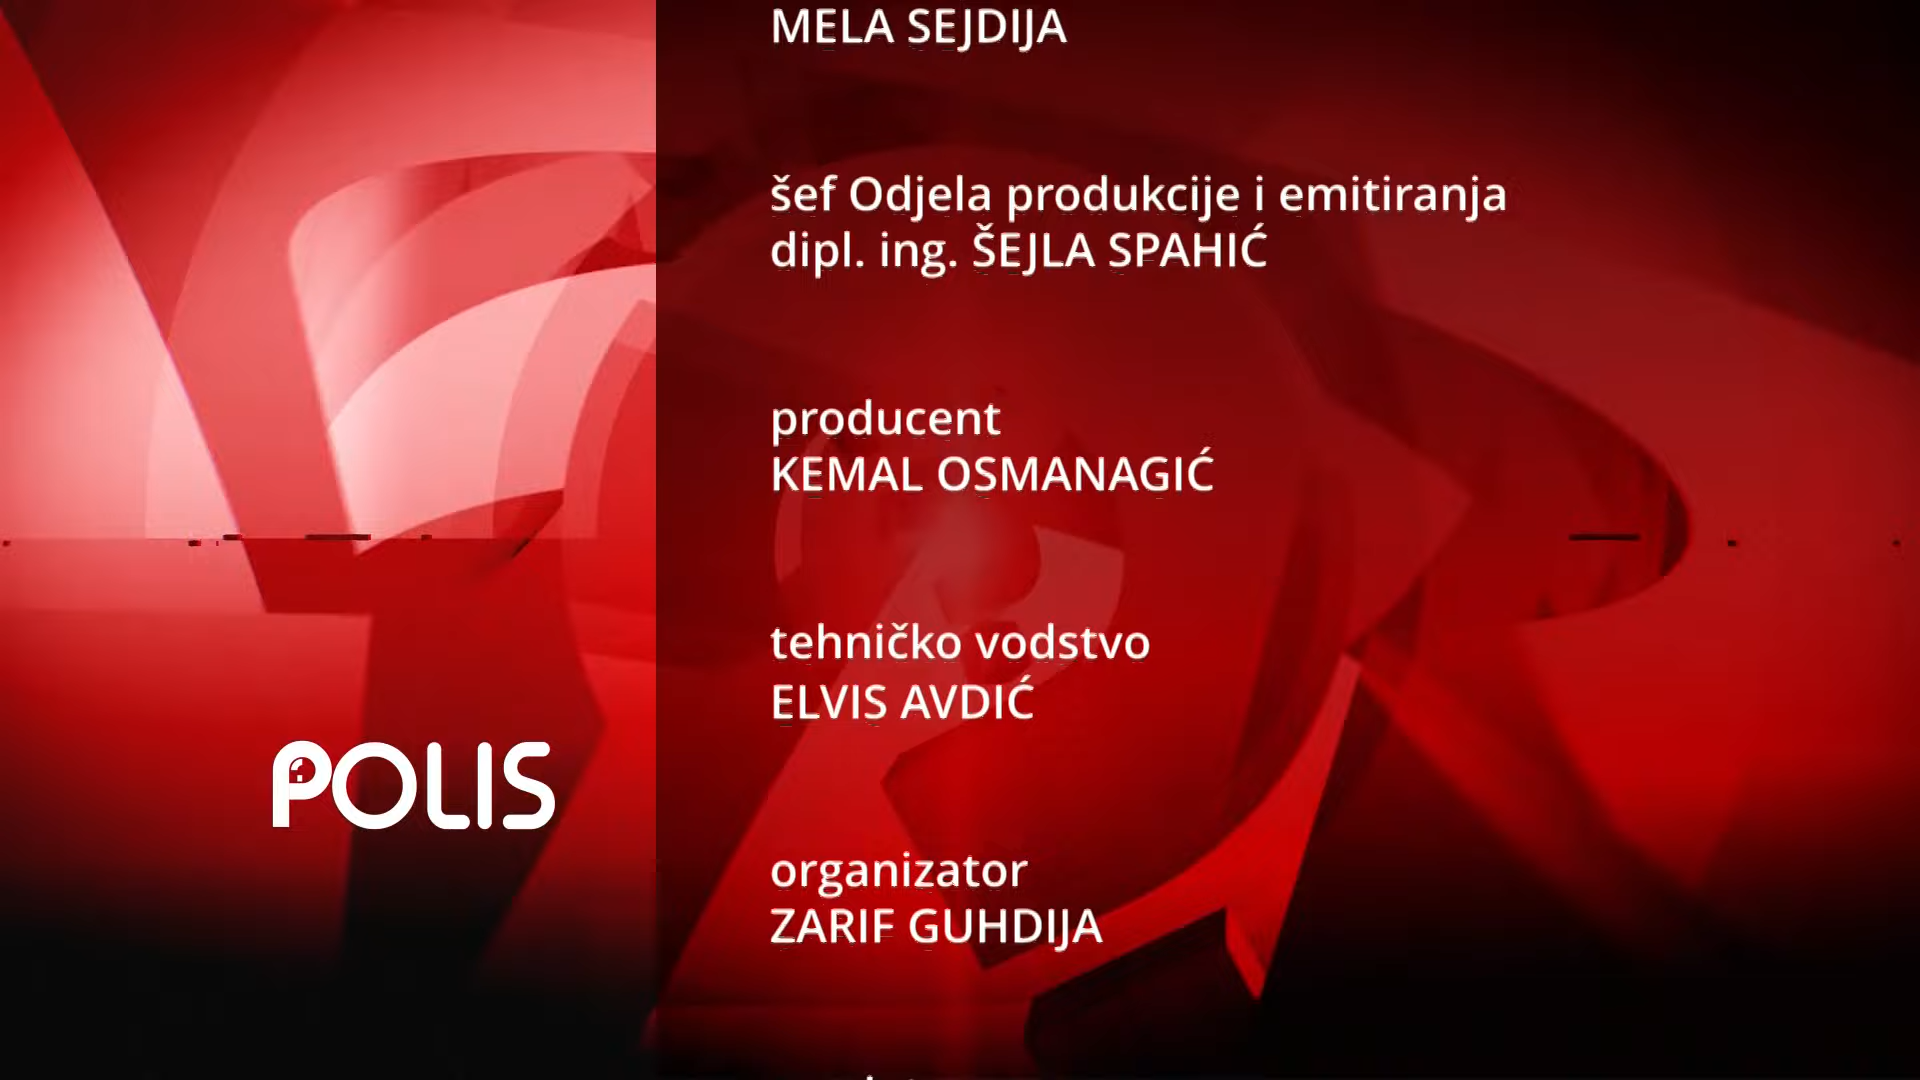 MELA SEJDIJA
šef Odjela produkcije i emitiranja
dipl. ing. ŠEJLA SPAHIĆ
producent
KEMAL OSMANAGIĆ
tehničko vodstvo
ELVIS AVDIĆ
POLIS
organizator
ZARIF GUHDIJA